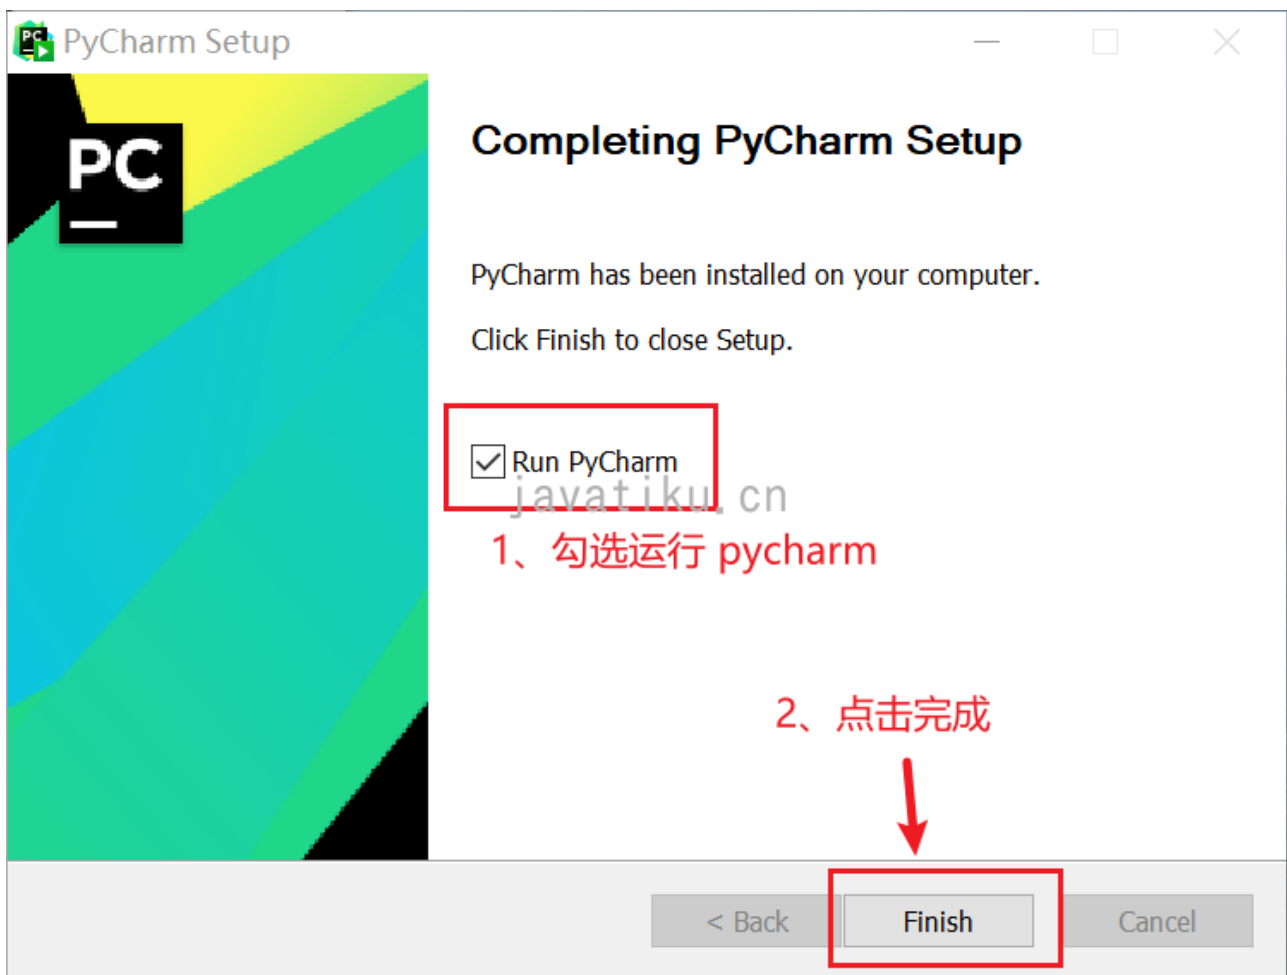 PyCharm Setup
PC
Completing PyCharm Setup
PyCharm has been installed on your computer.
Click Finish to close Setup.
Run PyCharm
javatiku.cn
1、勾选运行 pycharm
2、点击完成
< Back
Finish
Cancel